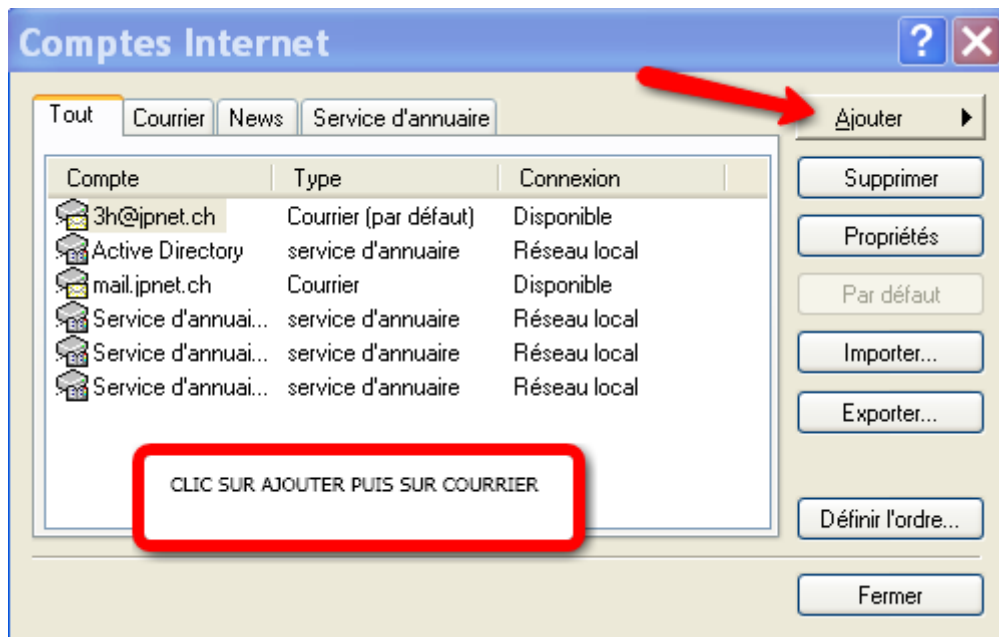 Comptes Internet
Tout Courrier News Service d'annuaire
Compte Type Connexion
3h@jpnet.ch Courrier (par défaut) Disponible
Active Directory service d'annuaire Réseau local
mail.jpnet.ch Courrier Disponible
Service d'annuai... service d'annuaire Réseau local
Service d'annuai... service d'annuaire Réseau local
Service d'annuai... service d'annuaire Réseau local
CLIC SUR AJOUTER PUIS SUR COURRIER
Ajouter
Supprimer
Propriétés
Par défaut
Importer...
Exporter...
Définir l'ordre...
Fermer